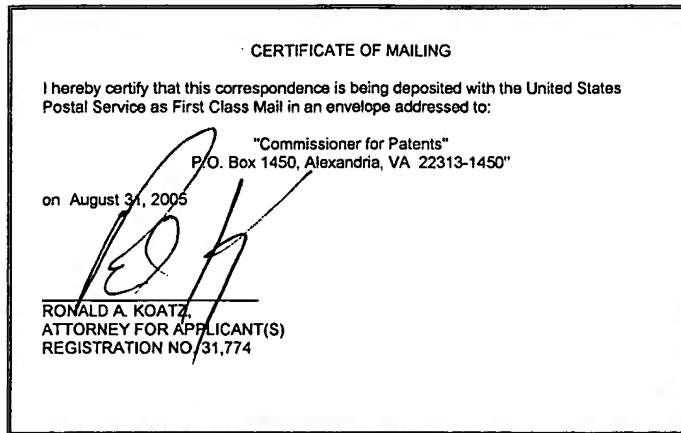 CERTIFICATE OF MAILING
I hereby certify that this correspondence is being deposited with the United States
Postal Service as First Class Mail in an envelope addressed to:
"Commissioner for Patents"
P.O. Box 1450, Alexandria, VA 22313-1450"
on August 31, 2005
RONALD A. KOATZ,
ATTORNEY FOR APPLICANT(S)
REGISTRATION NO. 31,774